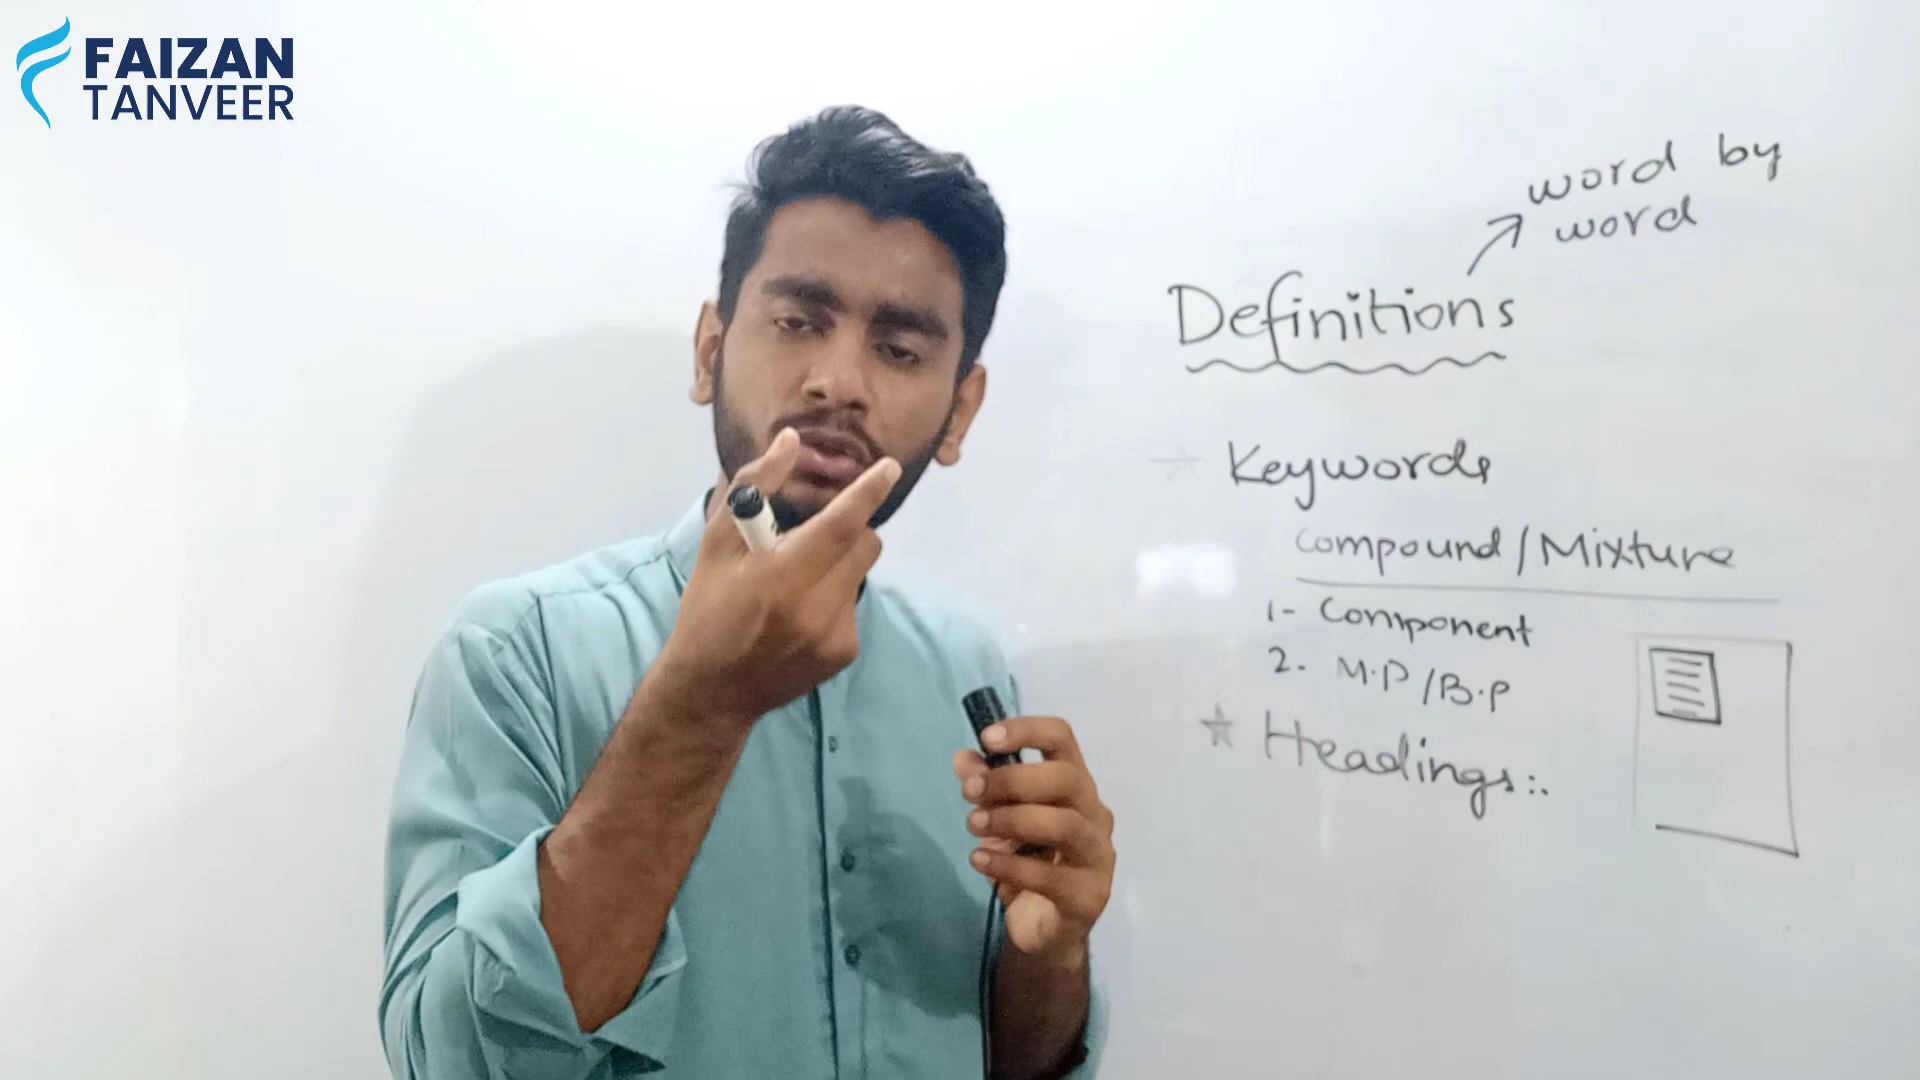 FAIZAN
TANVEER
word by
word
Definitions
Keywords
Compound/Mixture
1- Component
2- M.P/B.P
Headings:.